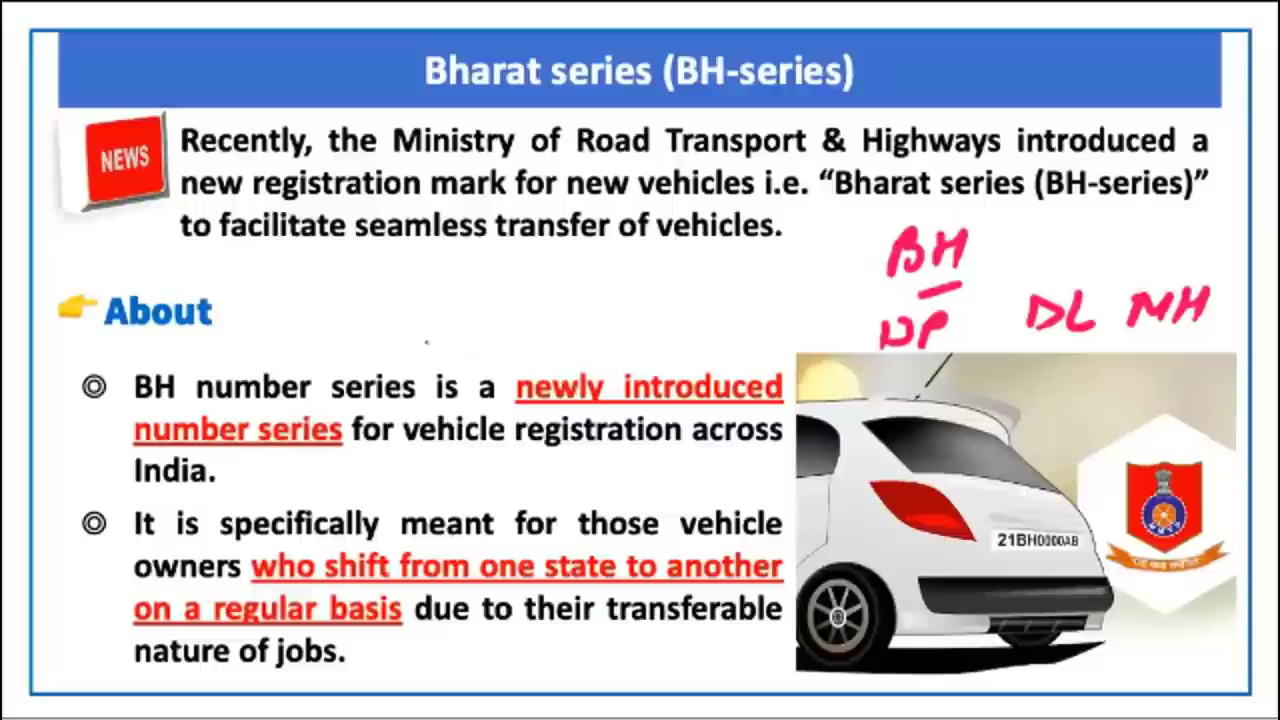 Bharat series (BH-series)
NEWS
Recently, the Ministry of Road Transport & Highways introduced a
new registration mark for new vehicles i.e. “Bharat series (BH-series)”
to facilitate seamless transfer of vehicles.
BH
DL MH
About
BH number series is a newly introduced
number series for vehicle registration across
India.
It is specifically meant for those vehicle
owners who shift from one state to another
on a regular basis due to their transferable
nature of jobs.
21BH0000AB